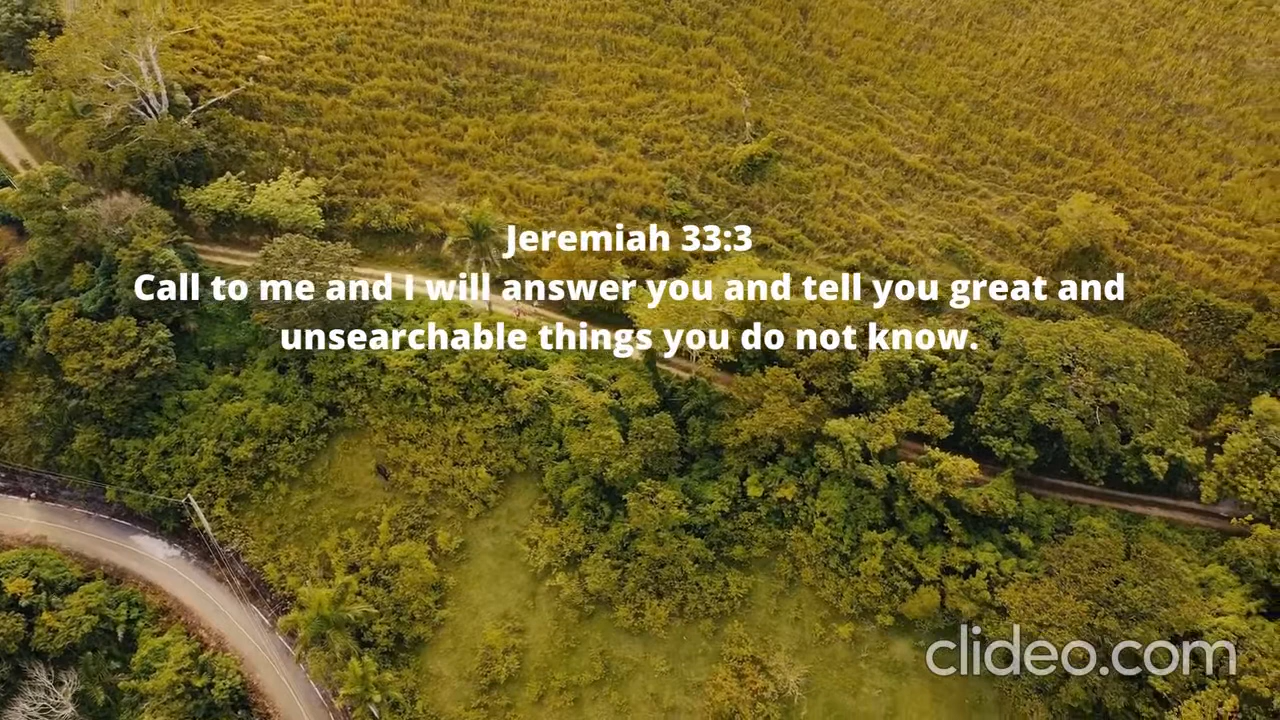 Jeremiah 33:3
Call to me and I will answer you and tell you great and
unsearchable things you do not know.
clideo.com